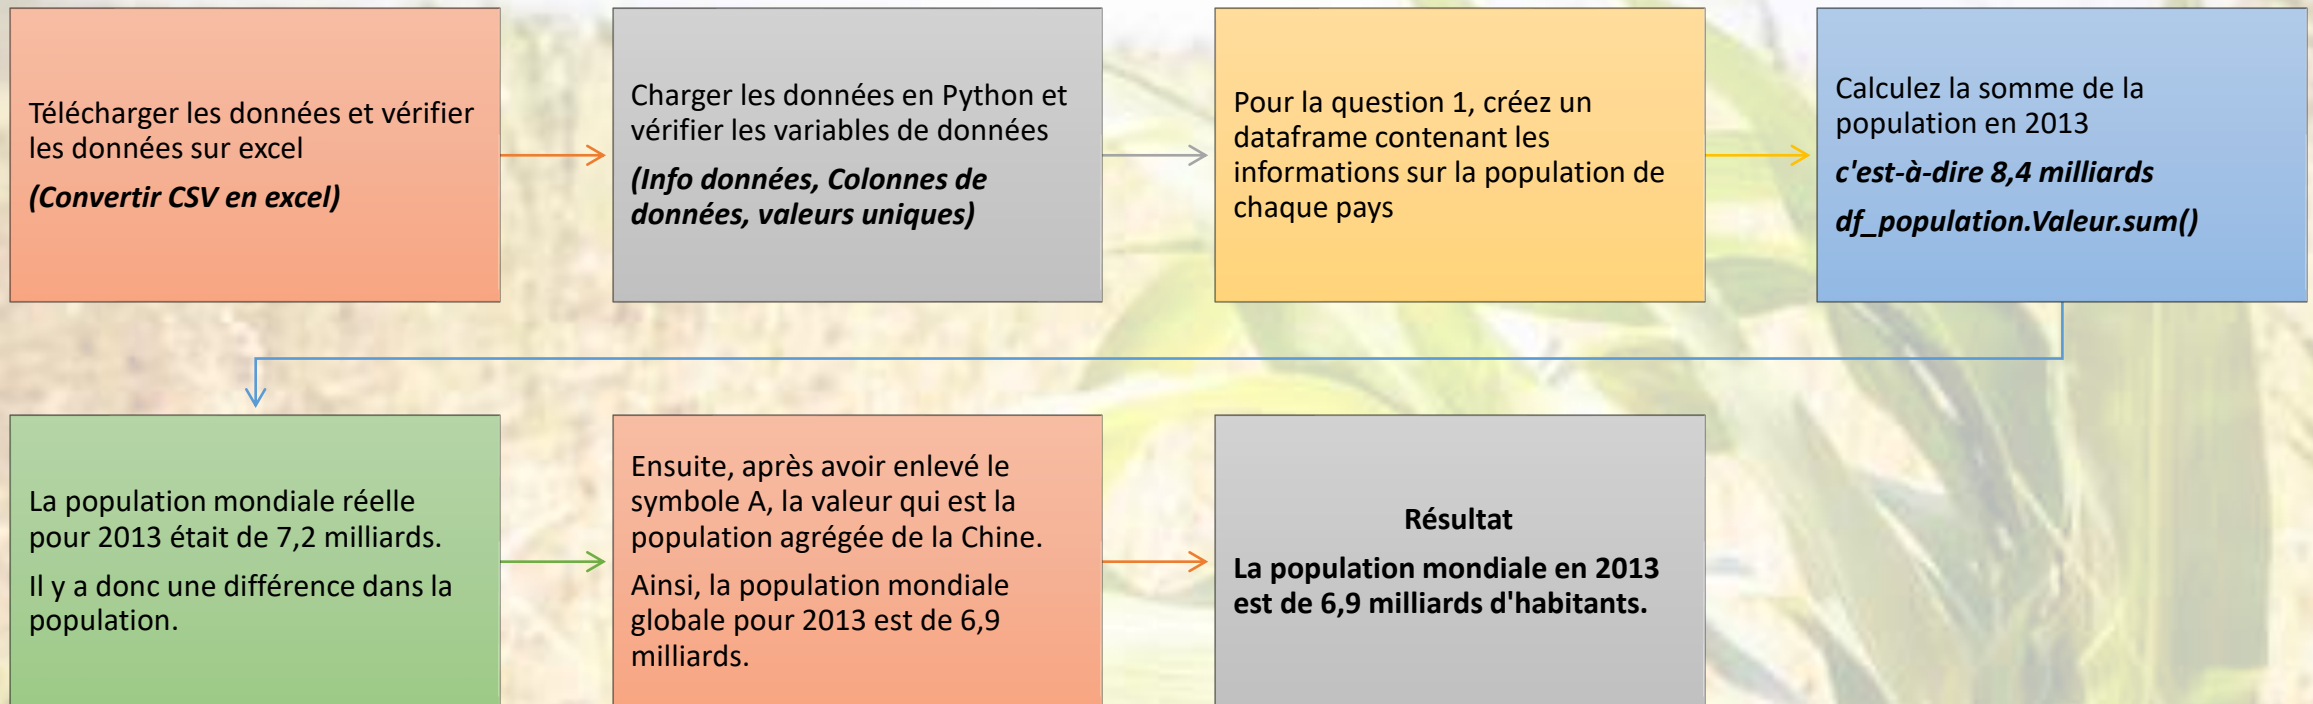 Télécharger les données et vérifier
les données sur excel
(Convertir CSV en excel)
Charger les données en Python et
vérifier les variables de données
(Info données, Colonnes de
données, valeurs uniques)
Pour la question 1, créez un
dataframe contenant les
informations sur la population de
chaque pays
Calculez la somme de la
population en 2013
c'est-à-dire 8,4 milliards
df_population.Valeur.sum()
La population mondiale réelle
pour 2013 était de 7,2 milliards.
Il y a donc une différence dans la
population.
Ensuite, après avoir enlevé le
symbole A, la valeur qui est la
population agrégée de la Chine.
Ainsi, la population mondiale
globale pour 2013 est de 6,9
milliards.
Résultat
La population mondiale en 2013
est de 6,9 milliards d'habitants.